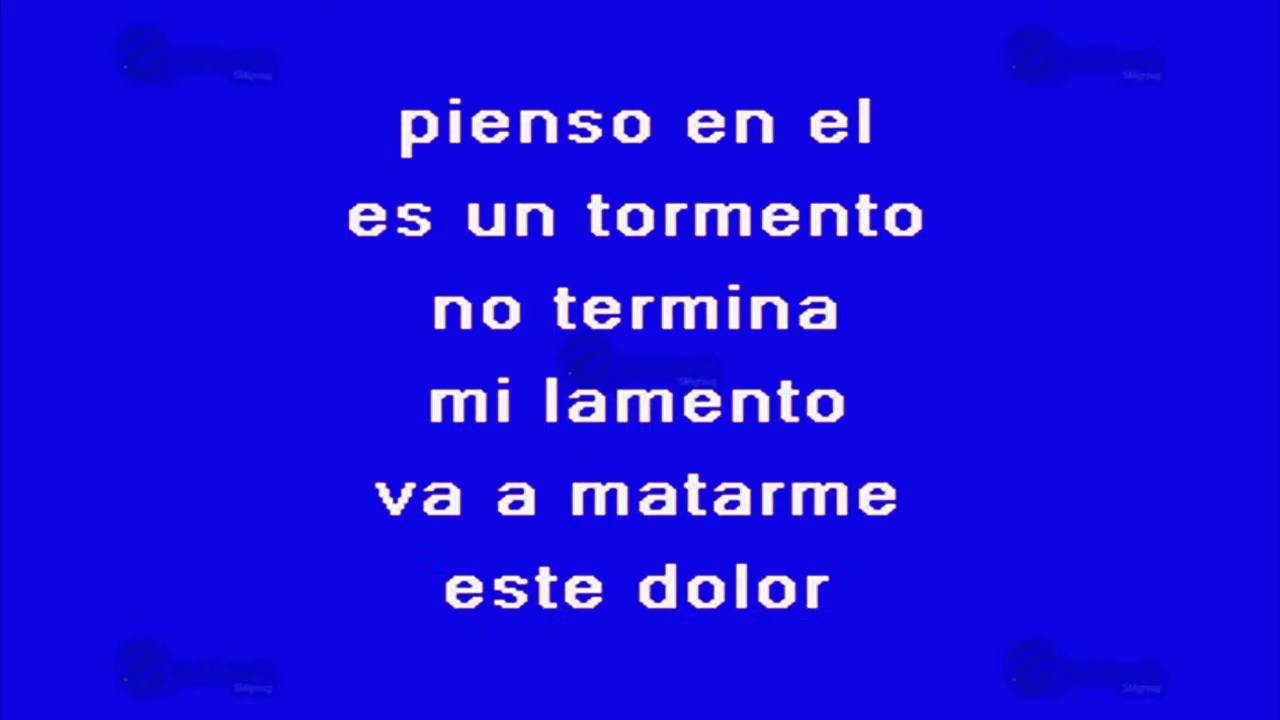 pienso en el
es un tormento
no termina
mi lamento
va a matarme
este dolor